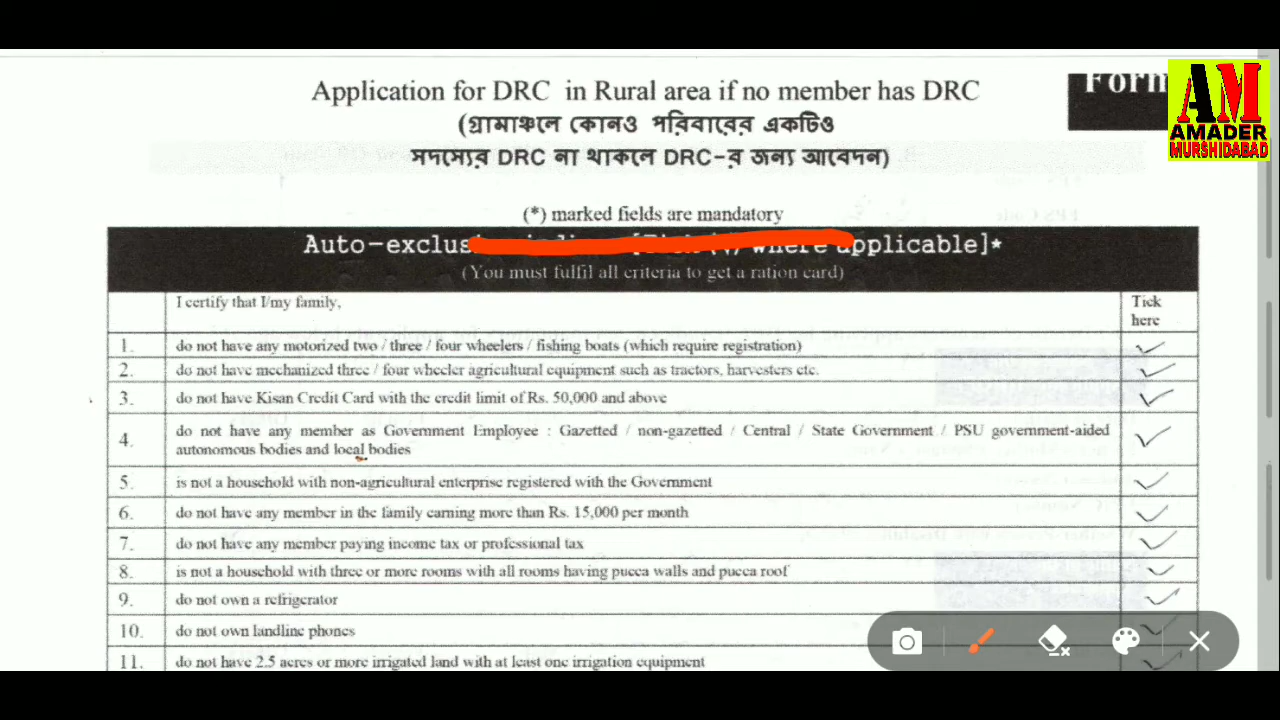 Application for DRC in Rural area if no member has DRC
(গ্রামাঞ্চলে কোনও পরিবারের একটিও
সদস্যের DRC না থাকলে DRC-র জন্য আবেদন)
Form
AM
AMADER
MURSHIDABAD
(*) marked fields are mandatory
where applicable]*
(You must fulfil all criteria to get a ration card)
I certify that I/my family, Tick
here
1. do not have any motorized two / three / four wheelers / fishing boats (which require registration)
2. do not have mechanized three / four wheeler agricultural equipment such as tractors, harvesters etc.
3. do not have Kisan Credit Card with the credit limit of Rs. 50,000 and above
4. do not have any member as Government Employee : Gazetted / non-gazetted / Central / State Government / PSU government-aided
autonomous bodies and local bodies
5. is not a household with non-agricultural enterprise registered with the Government
6. do not have any member in the family earning more than Rs. 15,000 per month
7. do not have any member paying income tax or professional tax
8. is not a household with three or more rooms with all rooms having pucca walls and pucca roof
9. do not own a refrigerator
10. do not own landline phones
11. do not have 2.5 acres or more irrigated land with at least one irrigation equipment